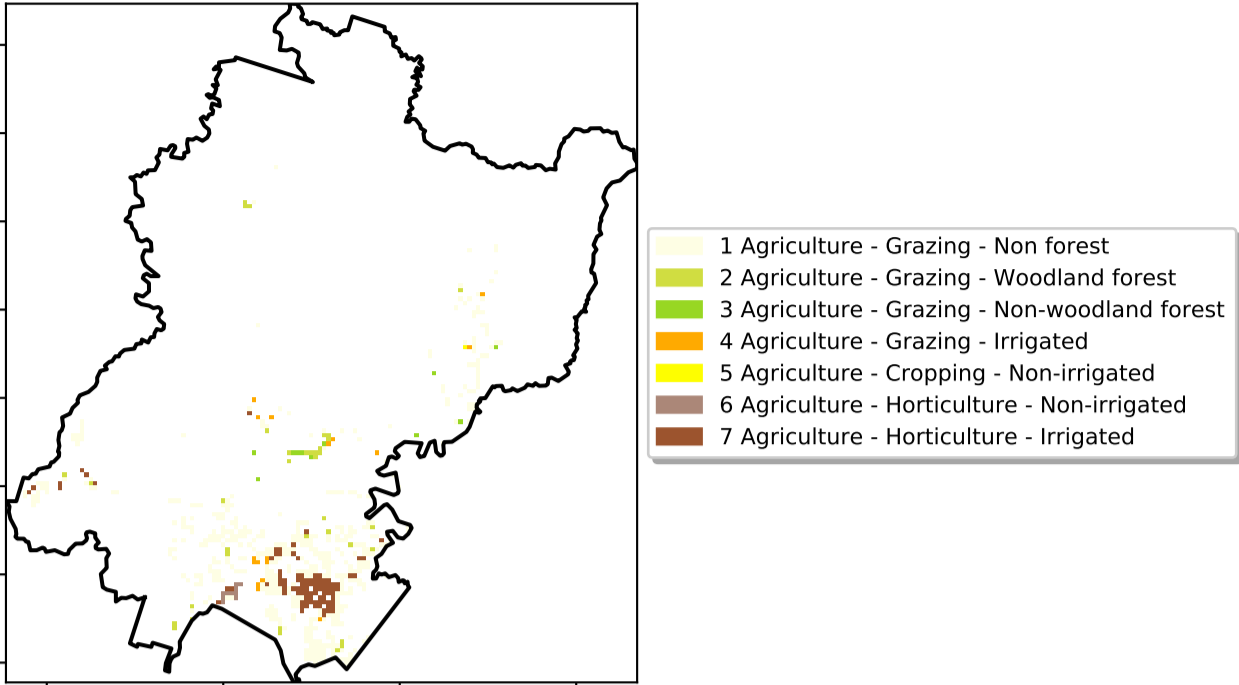 1 Agriculture - Grazing - Non forest
2 Agriculture - Grazing - Woodland forest
3 Agriculture - Grazing - Non-woodland forest
4 Agriculture - Grazing - Irrigated
5 Agriculture - Cropping - Non-irrigated
6 Agriculture - Horticulture - Non-irrigated
7 Agriculture - Horticulture - Irrigated